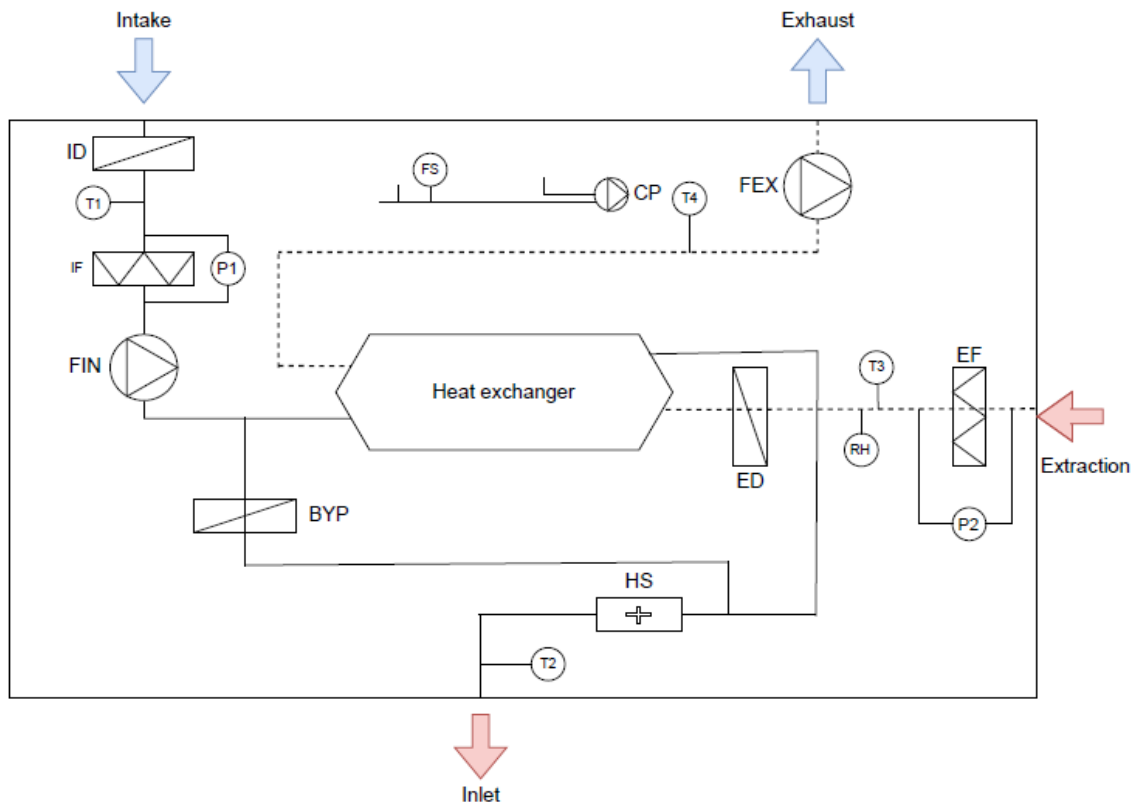 Intake
Exhaust
ID
FS
CP
FEX
T1
T4
IF
P1
FIN
Heat exchanger
T3
EF
RH
Extraction
ED
BYP
P2
HS
T2
Inlet